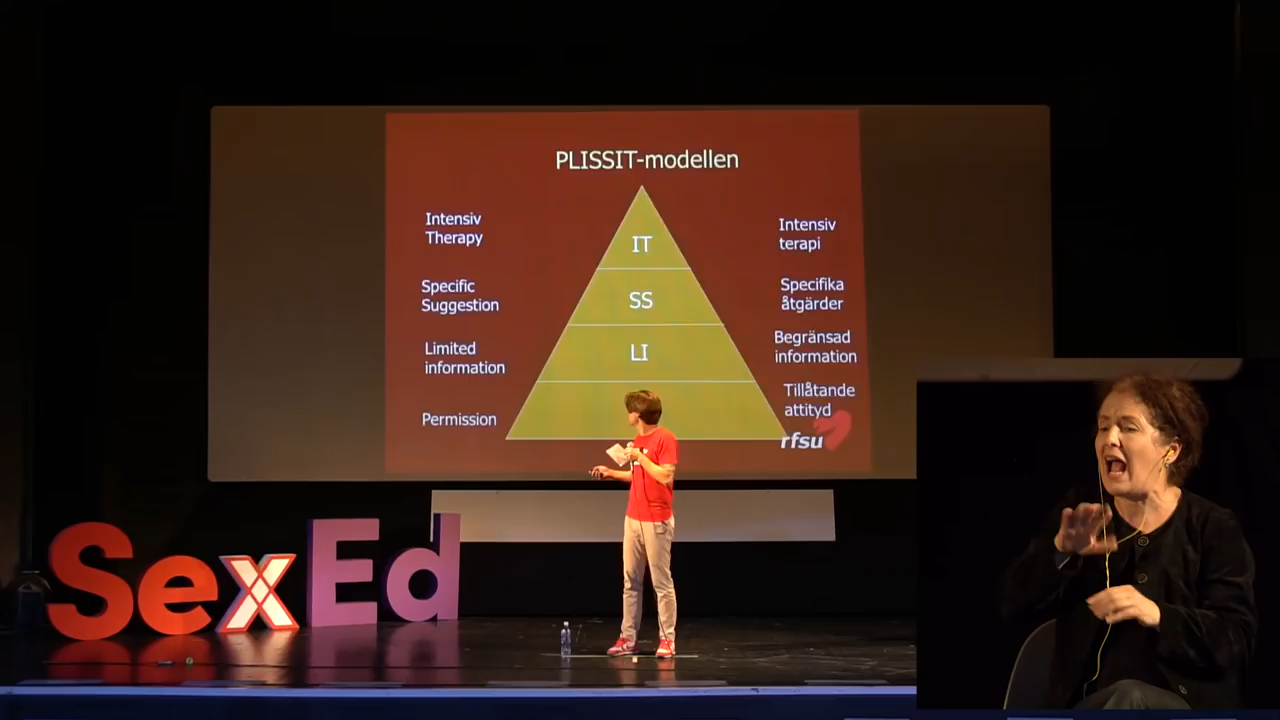 PLISSIT-modellen
Intensiv
Therapy
IT
Intensiv
terapi
Specific
Suggestion
SS
Specifika
åtgärder
Limited
information
LI
Begränsad
information
Permission
Tillåtande
attityd
rfsu
SexEd